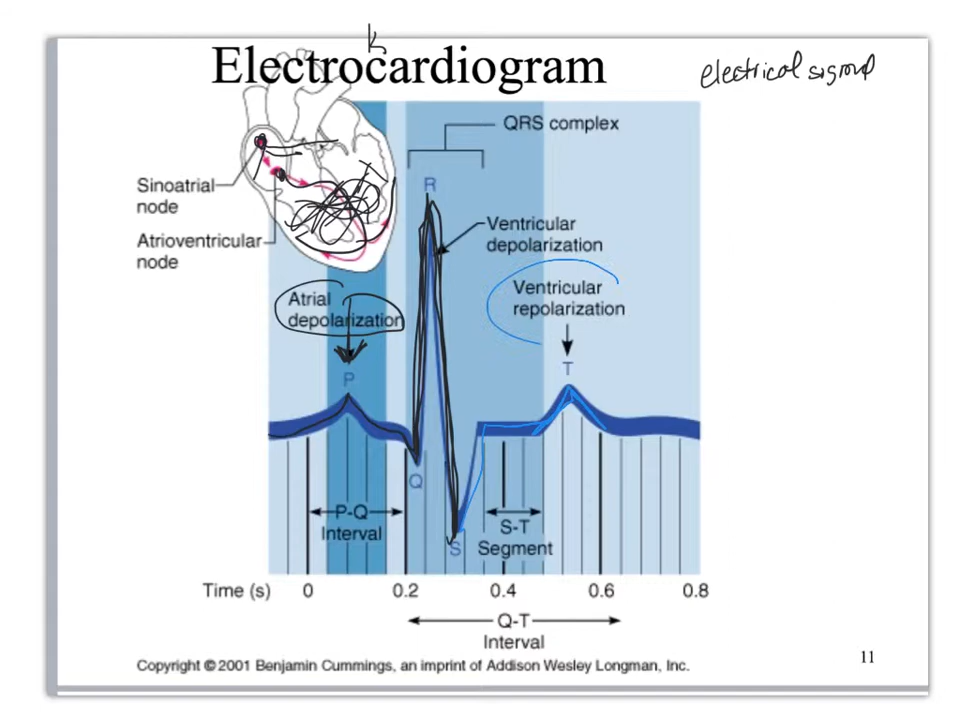 k
Electrocardiogram
electrical signal
QRS complex
Sinoatrial
node
R
Atrioventricular
node
Ventricular
depolarization
Atrial
depolarization
Ventricular
repolarization
P
T
Q
P-Q
Interval
S
S-T
Segment
Time (s) 0 0.2 0.4 0.6 0.8
Q-T
Interval
11
Copyright © 2001 Benjamin Cummings, an imprint of Addison Wesley Longman, Inc.